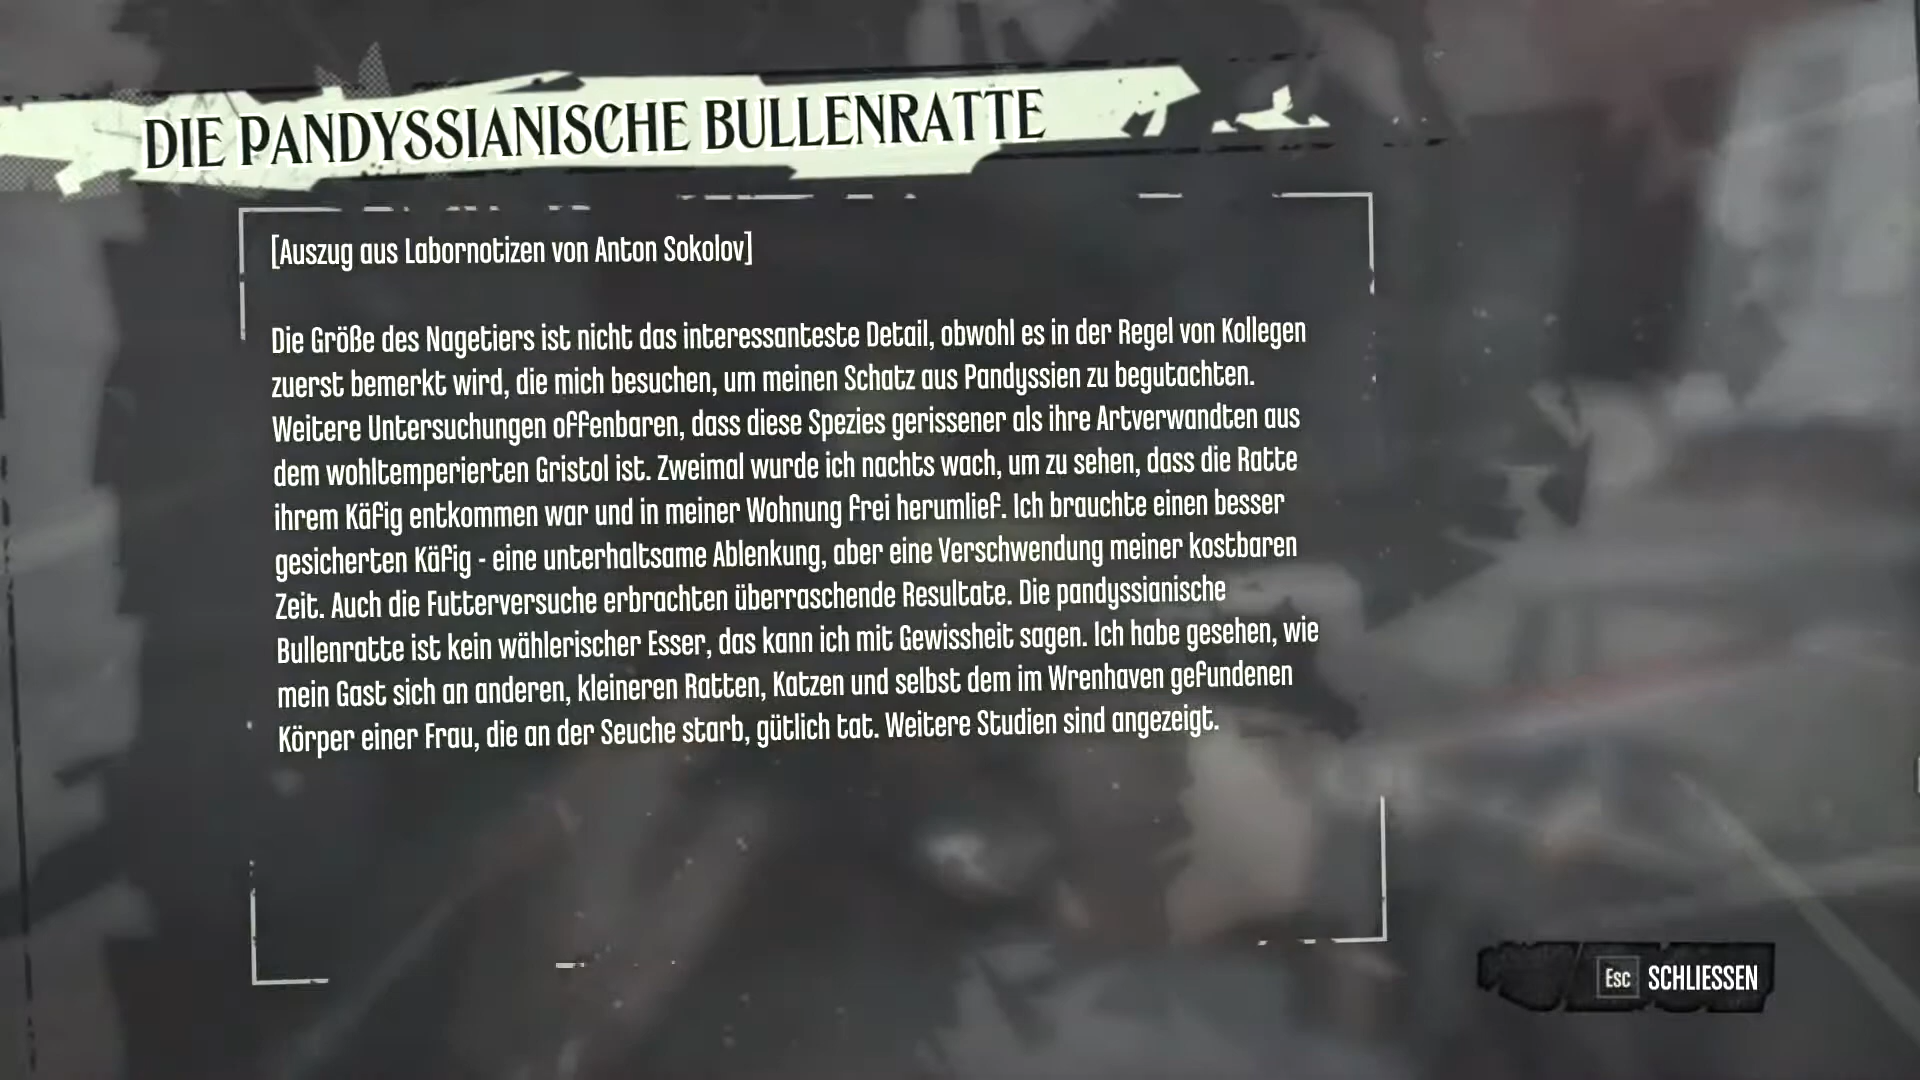 DIE PANDYSSIANISCHE BULLENRATTE
[Auszug aus Labornotizen von Anton Sokolov]
Die Größe des Nagetiers ist nicht das interessanteste Detail, obwohl es in der Regel von Kollegen
zuerst bemerkt wird, die mich besuchen, um meinen Schatz aus Pandyssien zu begutachten.
Weitere Untersuchungen offenbaren, dass diese Spezies gerissener als ihre Artverwandten aus
dem wohltemperierten Gristol ist. Zweimal wurde ich nachts wach, um zu sehen, dass die Ratte
ihrem Käfig entkommen war und in meiner Wohnung frei herumlief. Ich brauchte einen besser
gesicherten Käfig - eine unterhaltsame Ablenkung, aber eine Verschwendung meiner kostbaren
Zeit. Auch die Futterversuche erbrachten überraschende Resultate. Die pandyssianische
Bullenratte ist kein wählerischer Esser, das kann ich mit Gewissheit sagen. Ich habe gesehen, wie
mein Gast sich an anderen, kleineren Ratten, Katzen und selbst dem im Wrenhaven gefundenen
Körper einer Frau, die an der Seuche starb, gütlich tat. Weitere Studien sind angezeigt.
Esc SCHLIESSEN